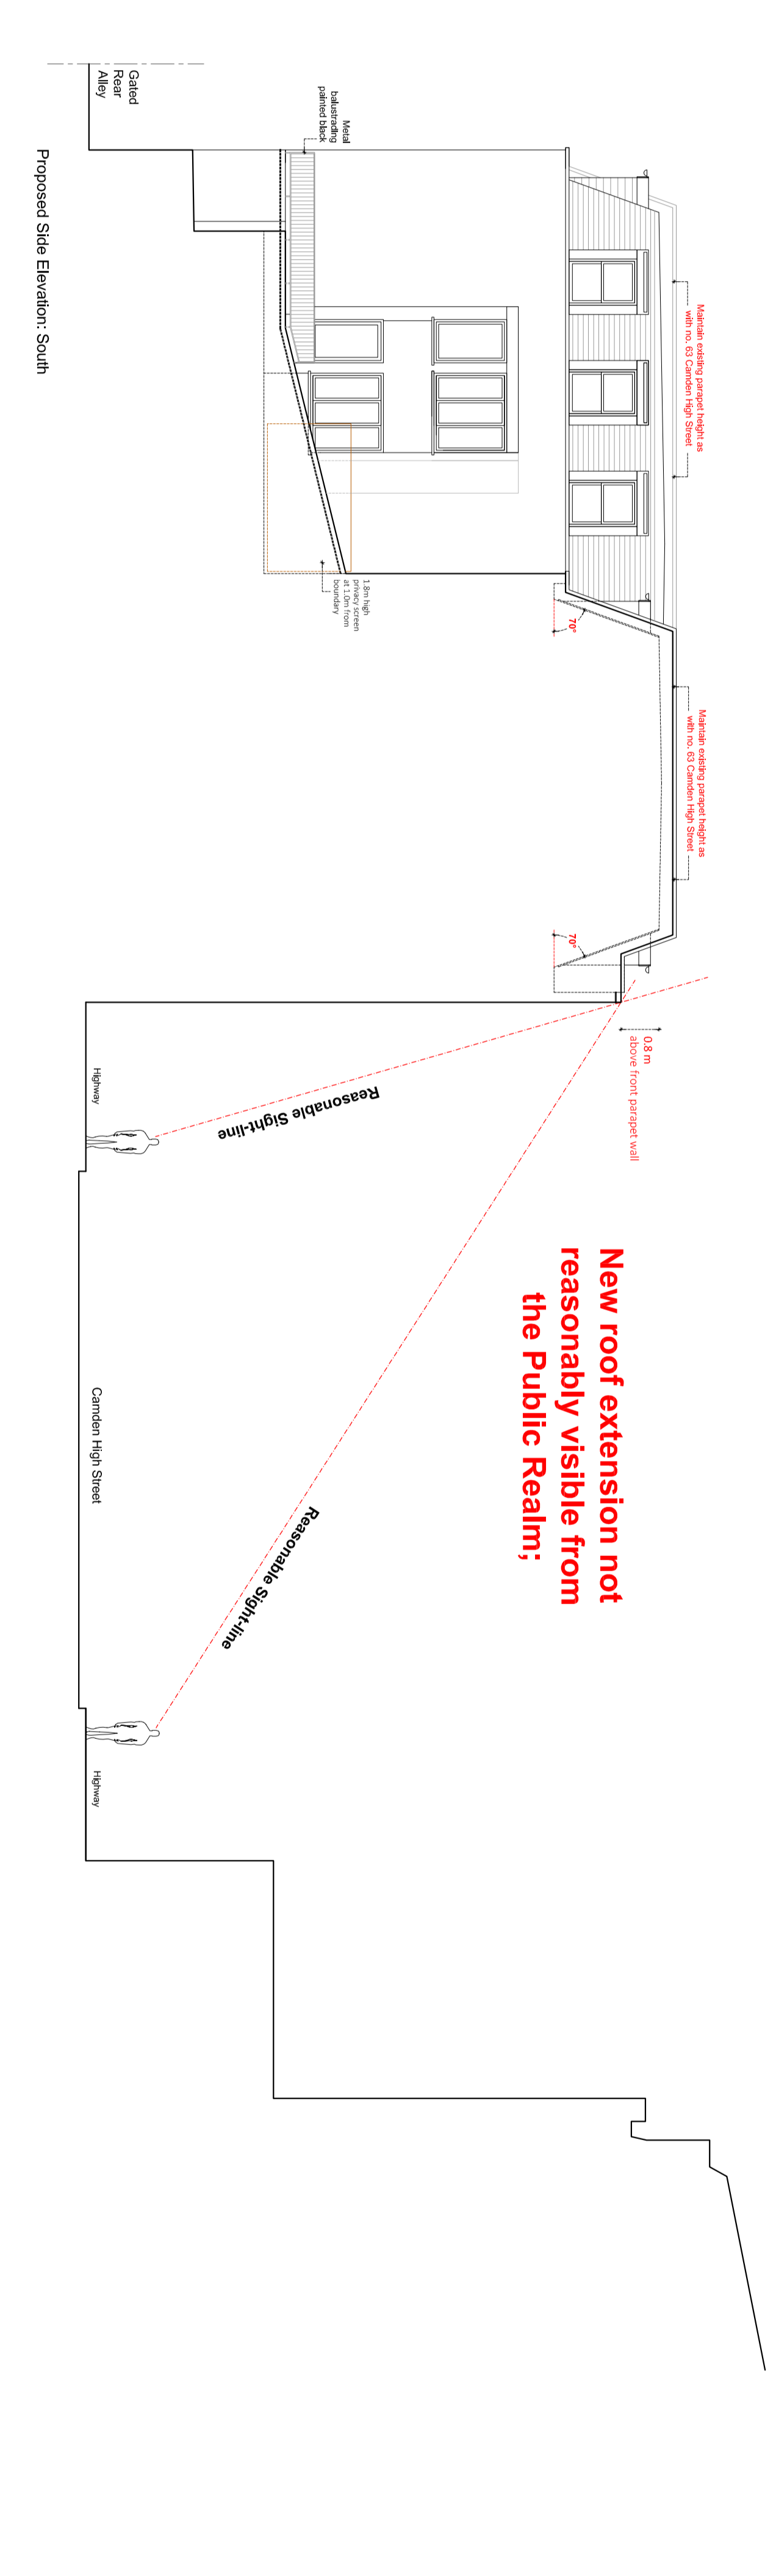 Maintain existing parapet height as
with no. 63 Camden High Street
Maintain existing parapet height as
with no. 63 Camden High Street
Metal
balustrading
painted black
1.8m high
privacy screen
at 1.0m from
boundary
70°
70°
0.8 m
above front parapet wall
New roof extension not
reasonably visible from
the Public Realm;
Reasonable Sight-line
Reasonable Sight-line
Gated
Rear
Alley
Highway
Camden High Street
Highway
Proposed Side Elevation: South